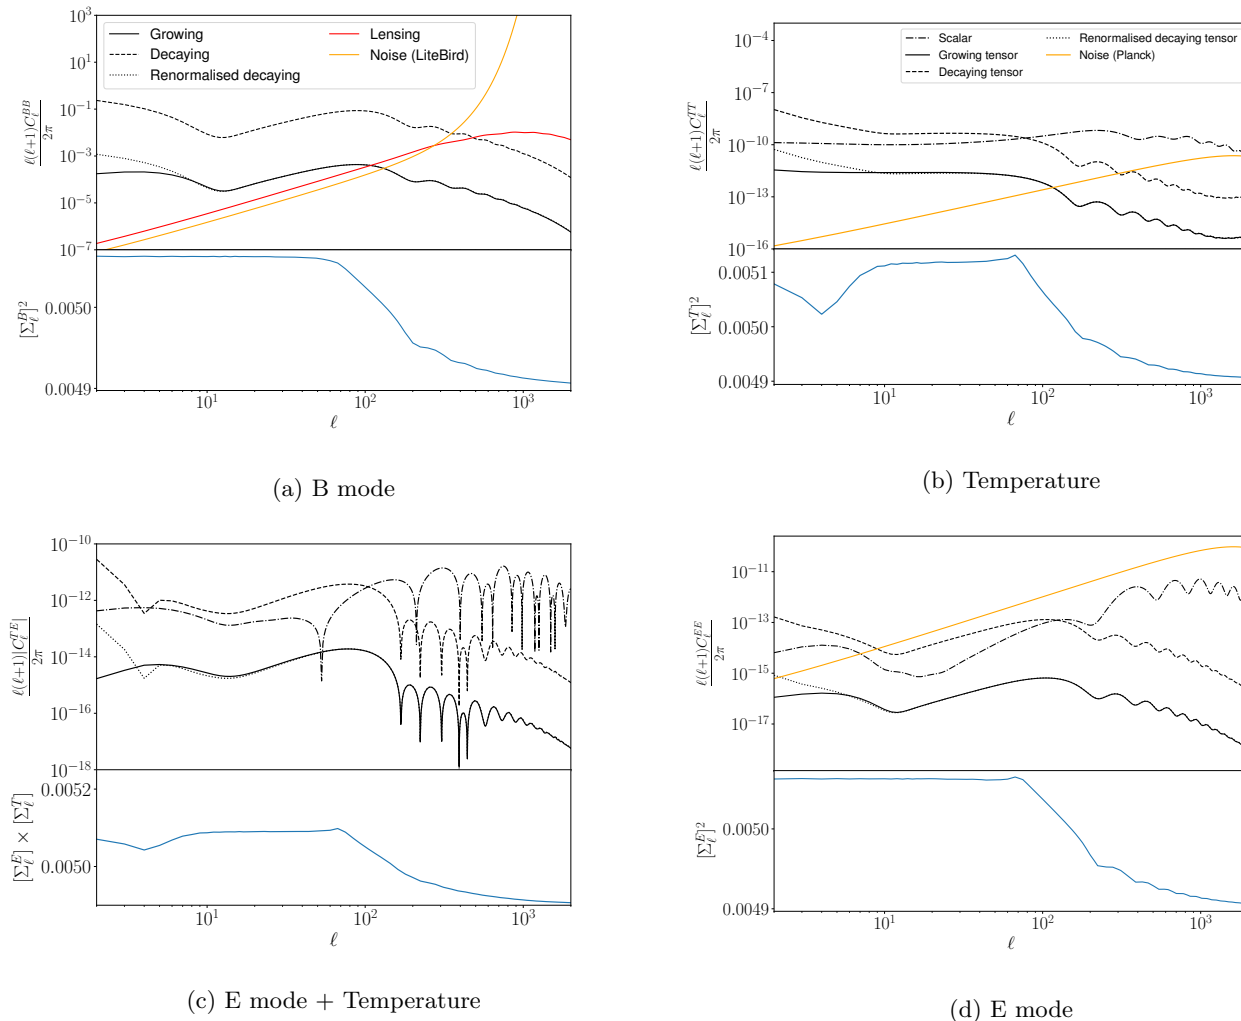 Growing
Decaying
Renormalised decaying
Lensing
Noise (LiteBird)
10^3
10^1
10^{-1}
10^{-3}
10^{-5}
10^{-7}
ℓ(ℓ+1)C_ℓ^{BB}
2π
0.0050
0.0049
[Σ_ℓ^B]^2
10^1
10^2
10^3
ℓ
(a) B mode
Scalar
Growing tensor
Decaying tensor
Renormalised decaying tensor
Noise (Planck)
10^{-4}
10^{-7}
10^{-10}
10^{-13}
10^{-16}
ℓ(ℓ+1)C_ℓ^{TT}
2π
0.0051
0.0050
0.0049
[Σ_ℓ^T]^2
10^1
10^2
10^3
ℓ
(b) Temperature
10^{-10}
10^{-12}
10^{-14}
10^{-16}
10^{-18}
ℓ(ℓ+1)|C_ℓ^{TE}|
2π
0.0052
0.0050
[Σ_ℓ^E] × [Σ_ℓ^T]
10^1
10^2
10^3
ℓ
(c) E mode + Temperature
10^{-11}
10^{-13}
10^{-15}
10^{-17}
ℓ(ℓ+1)C_ℓ^{EE}
2π
0.0050
0.0049
[Σ_ℓ^E]^2
10^1
10^2
10^3
ℓ
(d) E mode